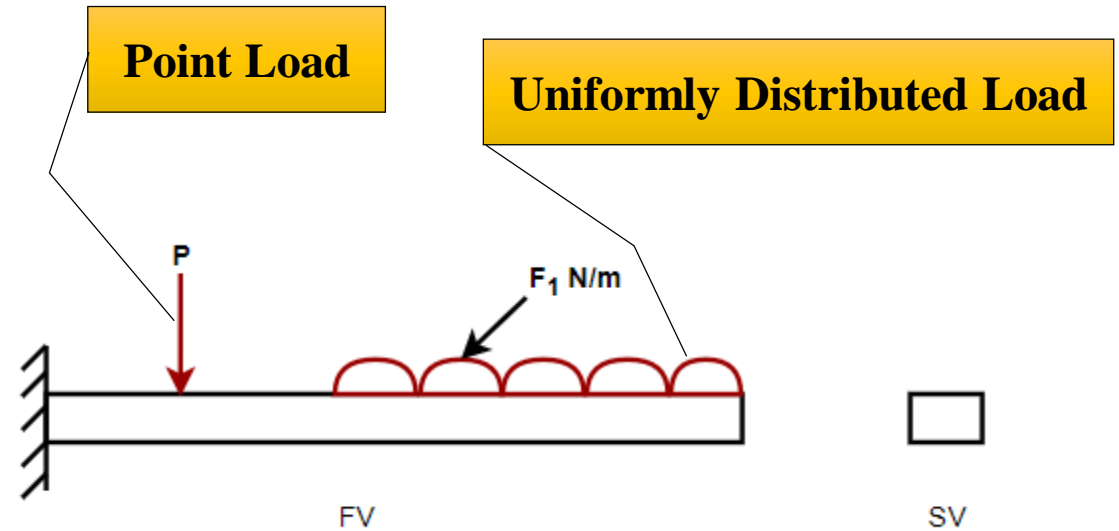 Point Load
Uniformly Distributed Load
P
F₁ N/m
FV
SV